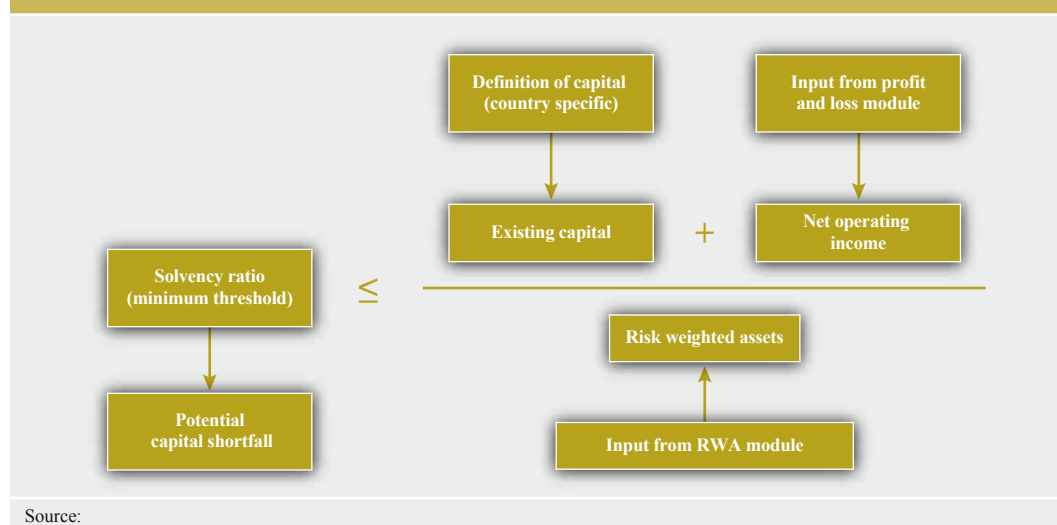 Definition of capital
(country specific)
Input from profit
and loss module
Existing capital
+
Net operating
income
Solvency ratio
(minimum threshold)
≤
Risk weighted assets
Potential
capital shortfall
Input from RWA module
Source: